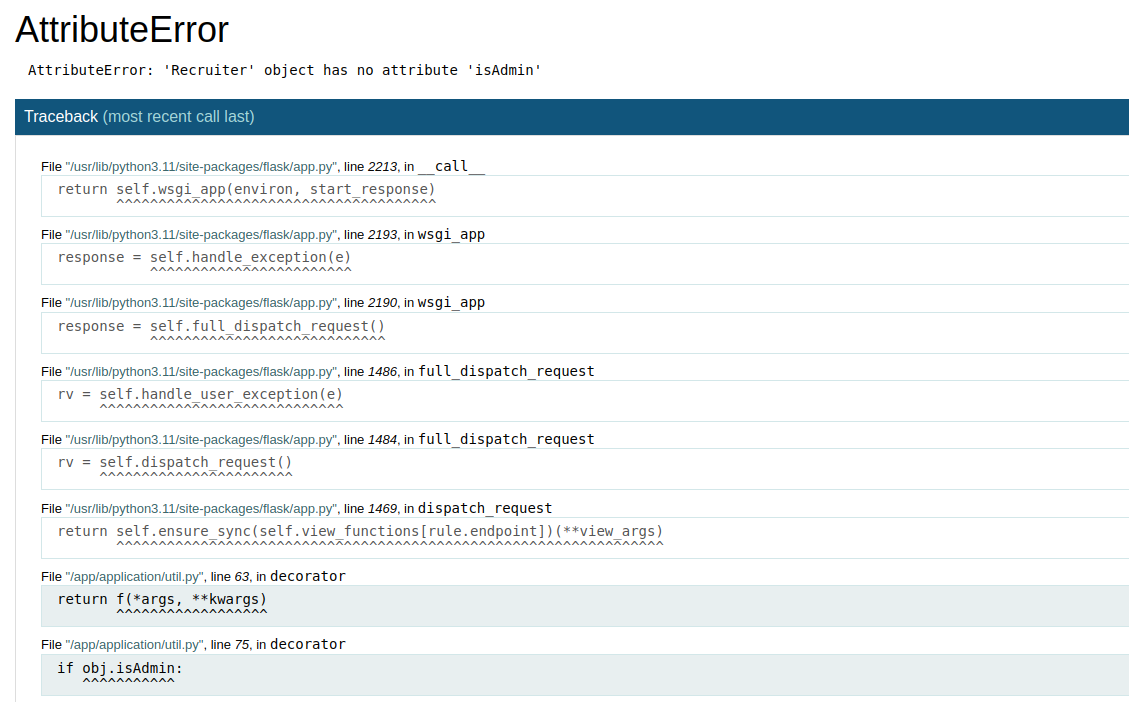 AttributeError
AttributeError: 'Recruiter' object has no attribute 'isAdmin'
Traceback (most recent call last)
File "/usr/lib/python3.11/site-packages/flask/app.py", line 2213, in __call__
return self.wsgi_app(environ, start_response)
^^^^^^^^^^^^^^^^^^^^^^^^^^^^^^^^^^^^^^
File "/usr/lib/python3.11/site-packages/flask/app.py", line 2193, in wsgi_app
response = self.handle_exception(e)
^^^^^^^^^^^^^^^^^^^^^^^^
File "/usr/lib/python3.11/site-packages/flask/app.py", line 2190, in wsgi_app
response = self.full_dispatch_request()
^^^^^^^^^^^^^^^^^^^^^^^^^^^^
File "/usr/lib/python3.11/site-packages/flask/app.py", line 1486, in full_dispatch_request
rv = self.handle_user_exception(e)
^^^^^^^^^^^^^^^^^^^^^^^^^^^^^
File "/usr/lib/python3.11/site-packages/flask/app.py", line 1484, in full_dispatch_request
rv = self.dispatch_request()
^^^^^^^^^^^^^^^^^^^^^^^
File "/usr/lib/python3.11/site-packages/flask/app.py", line 1469, in dispatch_request
return self.ensure_sync(self.view_functions[rule.endpoint])(**view_args)
^^^^^^^^^^^^^^^^^^^^^^^^^^^^^^^^^^^^^^^^^^^^^^^^^^^^^^^^^^^^^^^^^
File "/app/application/util.py", line 63, in decorator
return f(*args, **kwargs)
^^^^^^^^^^^^^^^^^^
File "/app/application/util.py", line 75, in decorator
if obj.isAdmin:
^^^^^^^^^^^